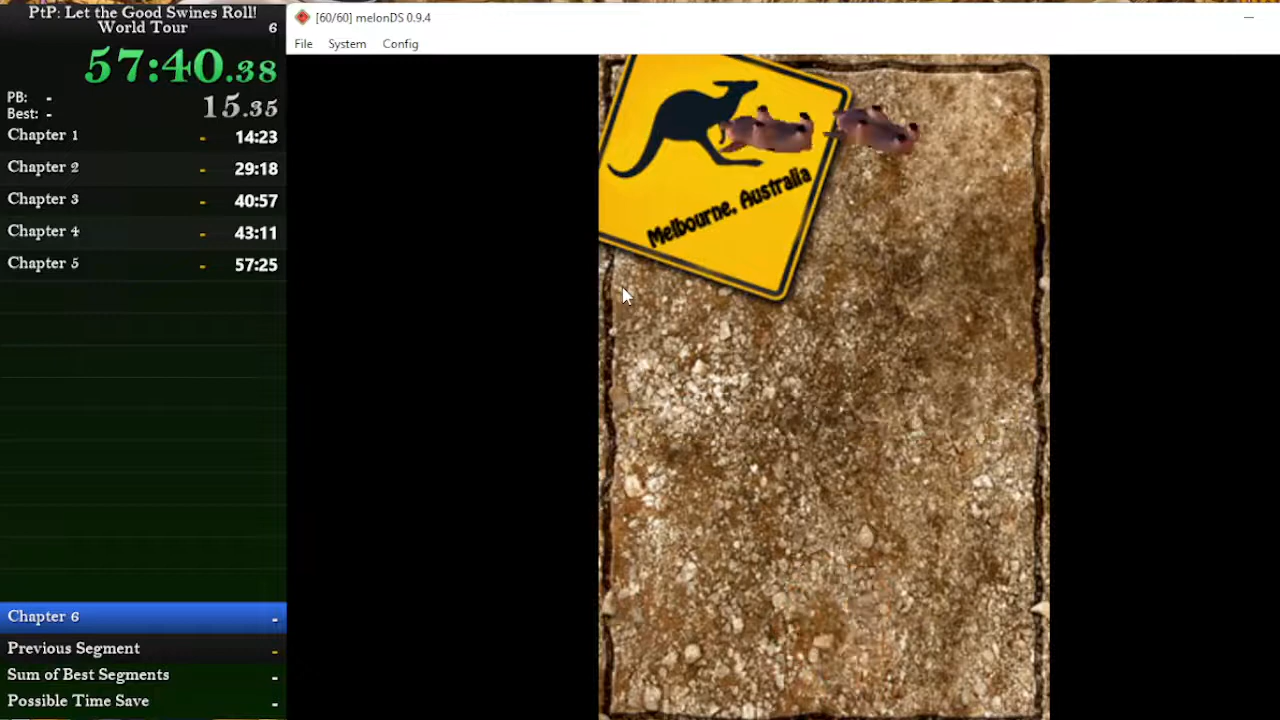 PtP: Let the Good Swines Roll!
World Tour 6
57:40.38
PB: -
15.35
Best: -
Chapter 1 - 14:23
Chapter 2 - 29:18
Chapter 3 - 40:57
Chapter 4 - 43:11
Chapter 5 - 57:25
Chapter 6 -
Previous Segment -
Sum of Best Segments -
Possible Time Save -
[60/60] melonDS 0.9.4
File System Config
Melbourne, Australia